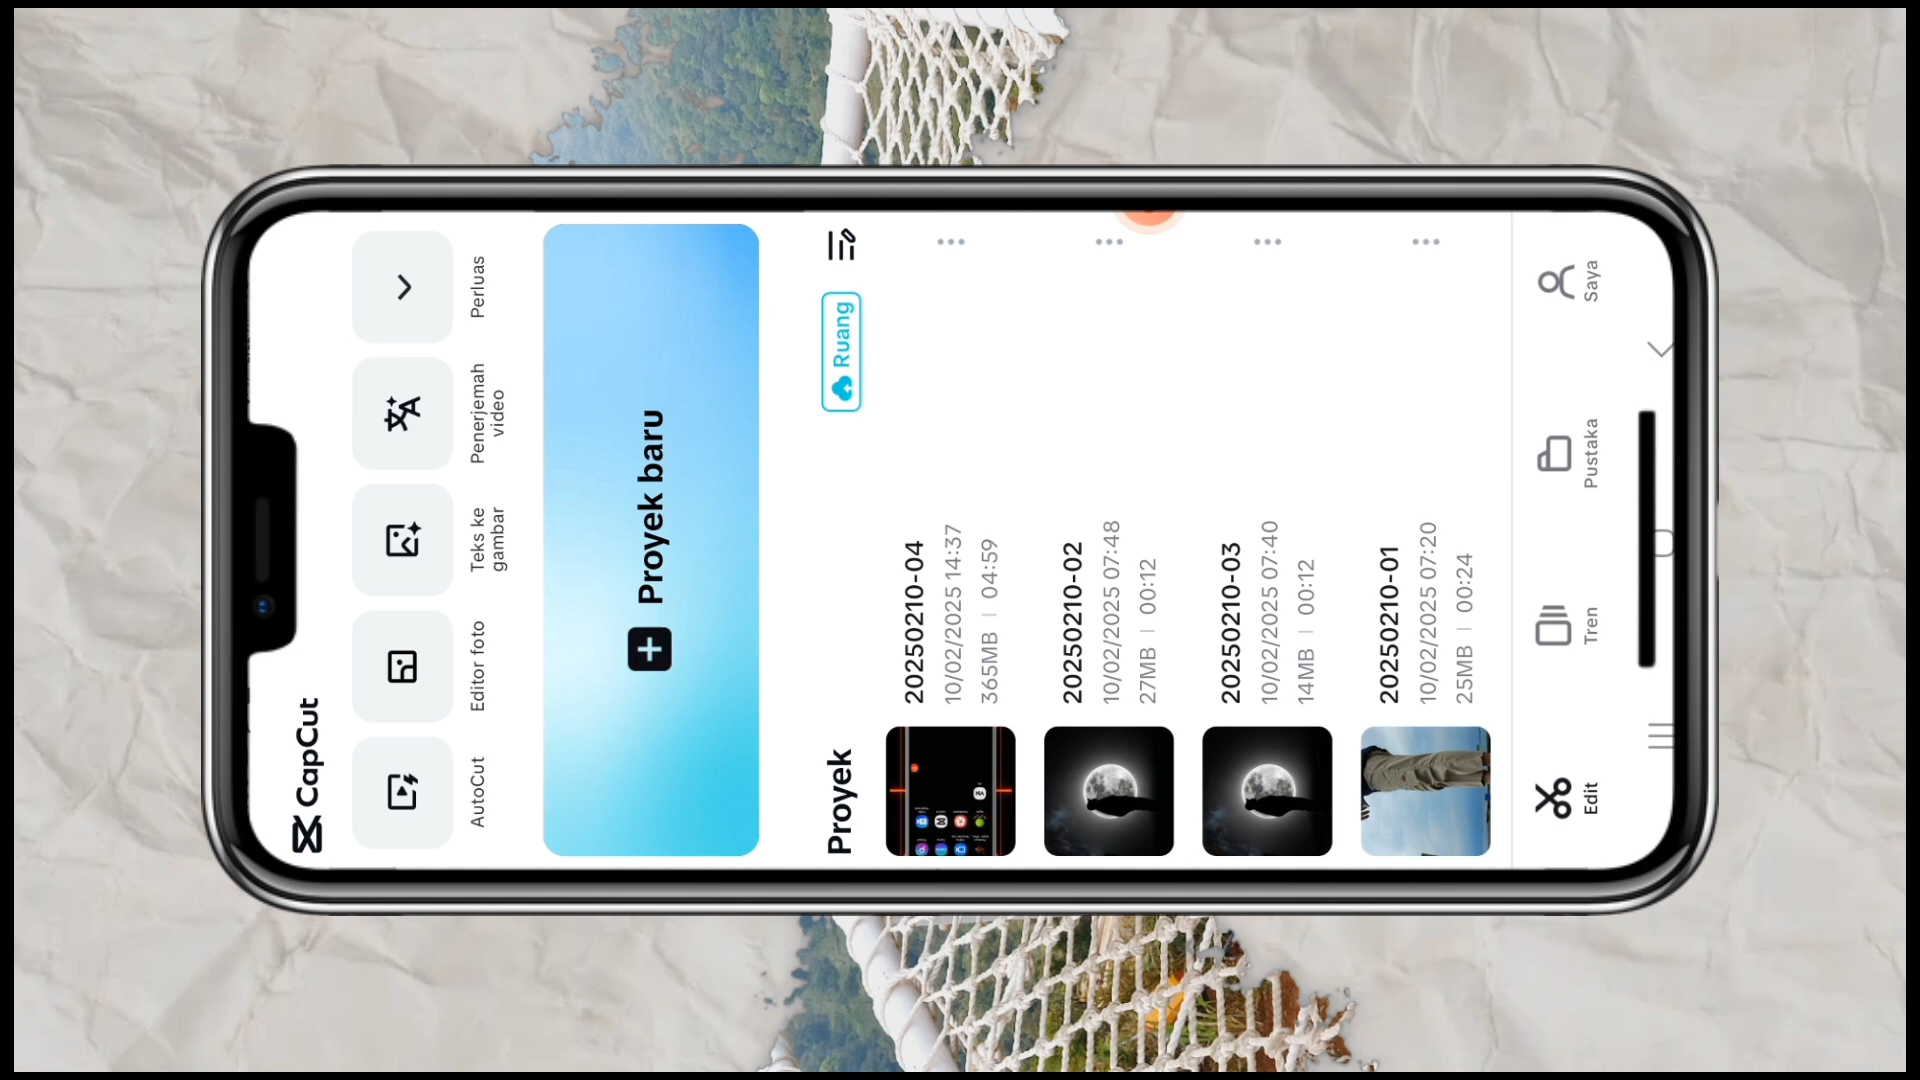 CapCut
AutoCut
Editor foto
Teks ke
gambar
Penerjemah
video
Perluas
Proyek baru
Proyek
Ruang
20250210-04
10/02/2025 14:37
365MB | 04:59
20250210-02
10/02/2025 07:48
27MB | 00:12
20250210-03
10/02/2025 07:40
14MB | 00:12
20250210-01
10/02/2025 07:20
25MB | 00:24
Edit
Tren
Pustaka
Saya